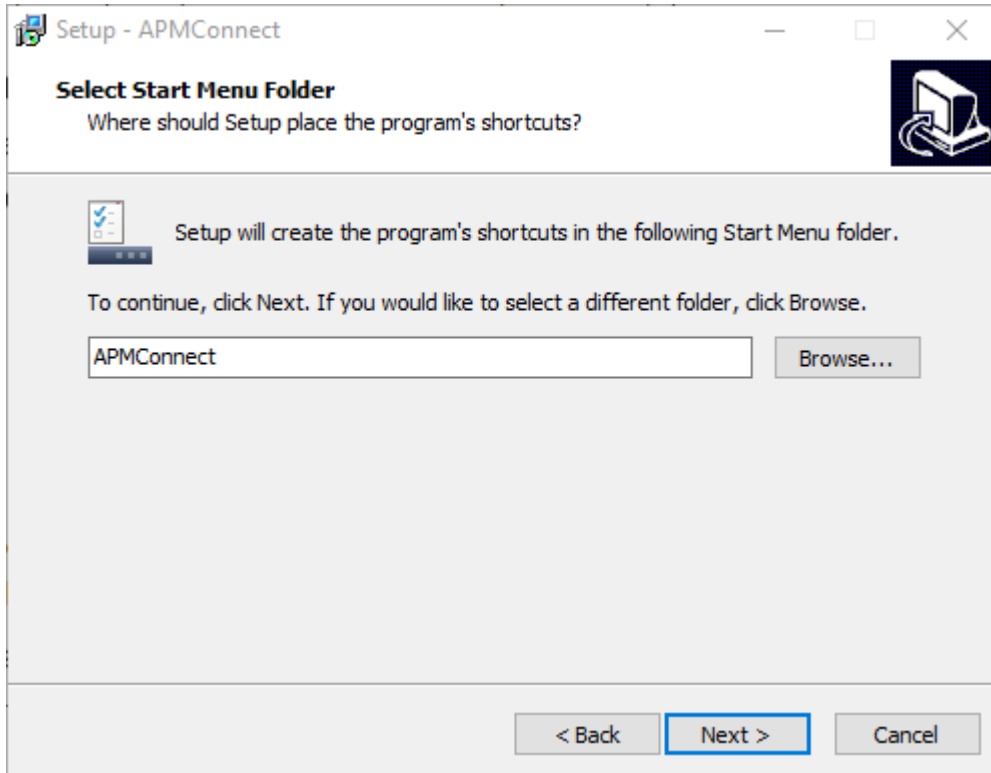 Setup - APMConnect
Select Start Menu Folder
Where should Setup place the program's shortcuts?
Setup will create the program's shortcuts in the following Start Menu folder.
To continue, click Next. If you would like to select a different folder, click Browse.
APMConnect
Browse...
< Back
Next >
Cancel